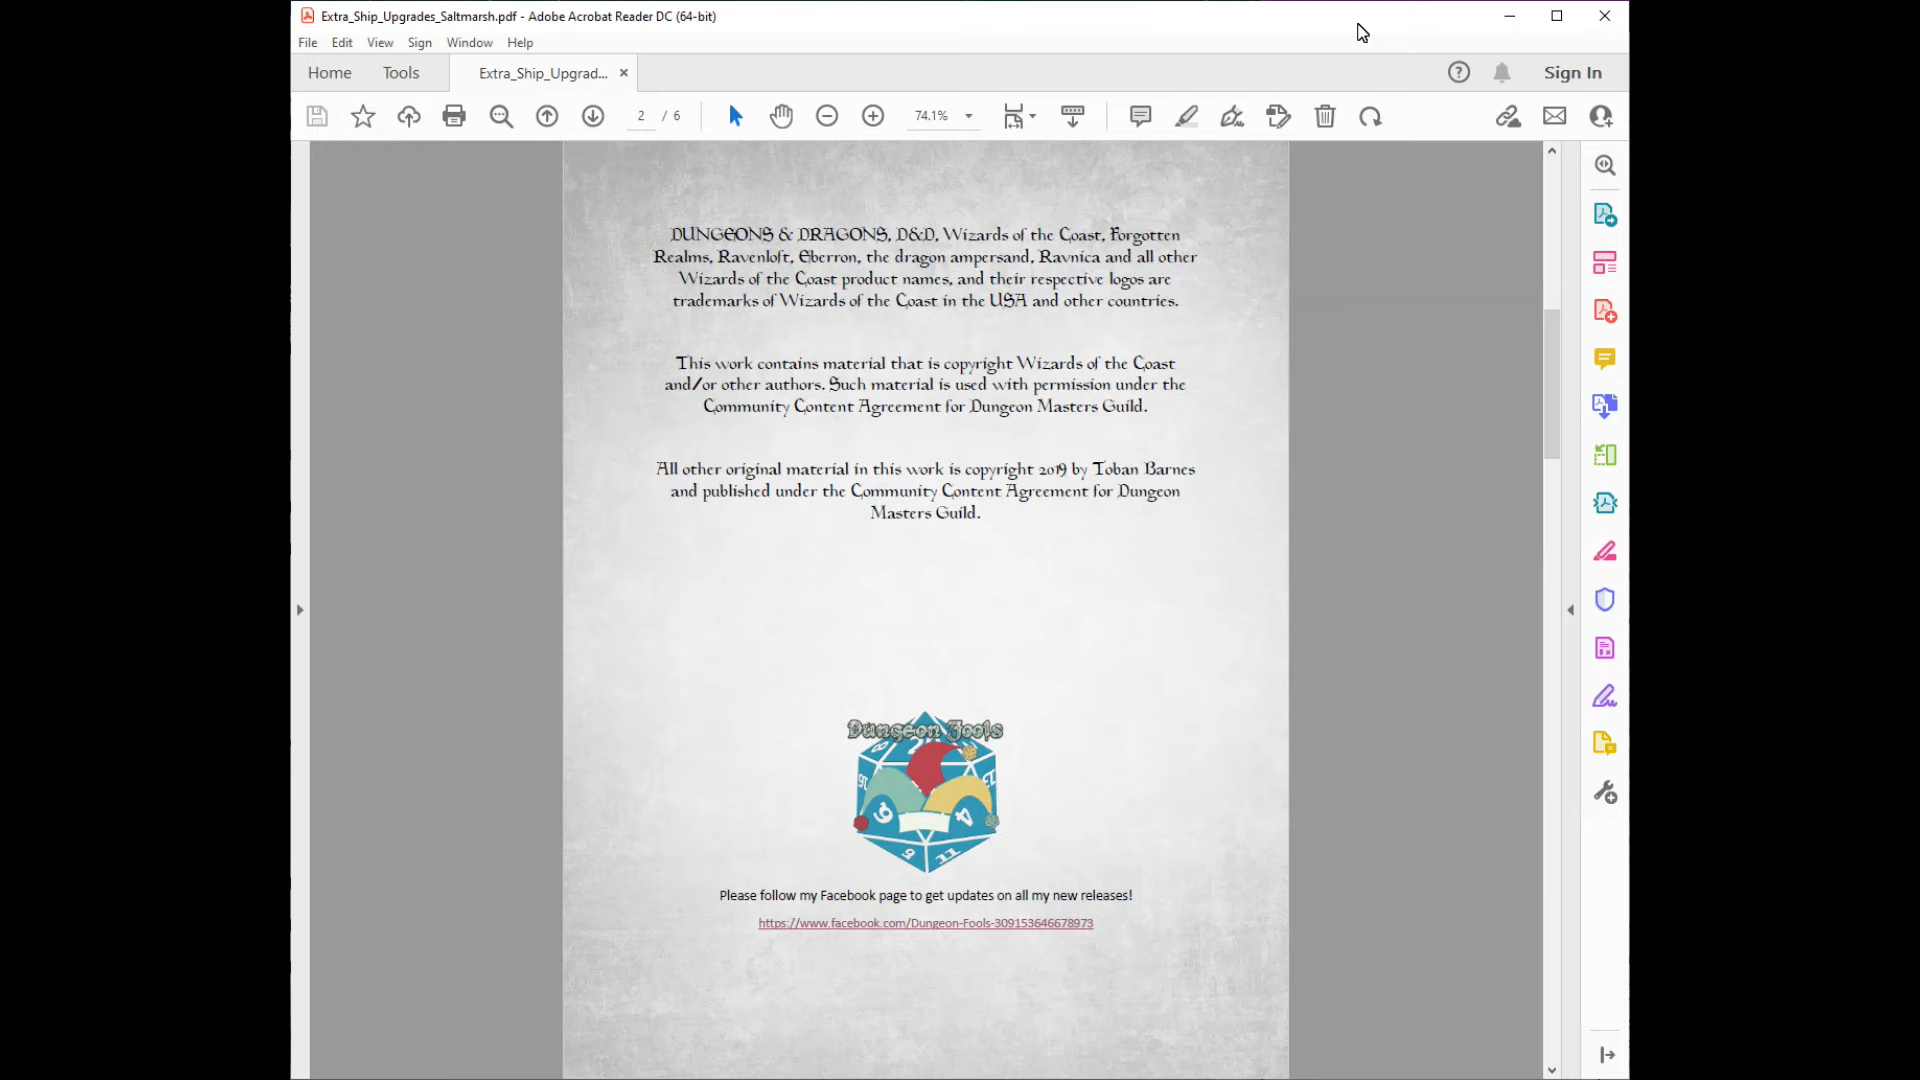 Extra_Ship_Upgrades_Saltmarsh.pdf - Adobe Acrobat Reader DC (64-bit)
File Edit View Sign Window Help
Home Tools Extra_Ship_Upgrad... × Sign In
2 / 6 74.1%
DUNGEONS & DRAGONS, D&D, Wizards of the Coast, Forgotten
Realms, Ravenloft, Eberron, the dragon ampersand, Ravnica and all other
Wizards of the Coast product names, and their respective logos are
trademarks of Wizards of the Coast in the USA and other countries.
This work contains material that is copyright Wizards of the Coast
and/or other authors. Such material is used with permission under the
Community Content Agreement for Dungeon Masters Guild.
All other original material in this work is copyright 2019 by Toban Barnes
and published under the Community Content Agreement for Dungeon
Masters Guild.
Dungeon Fools
9 4
9 11
Please follow my Facebook page to get updates on all my new releases!
https://www.facebook.com/Dungeon-Fools-309153646678973